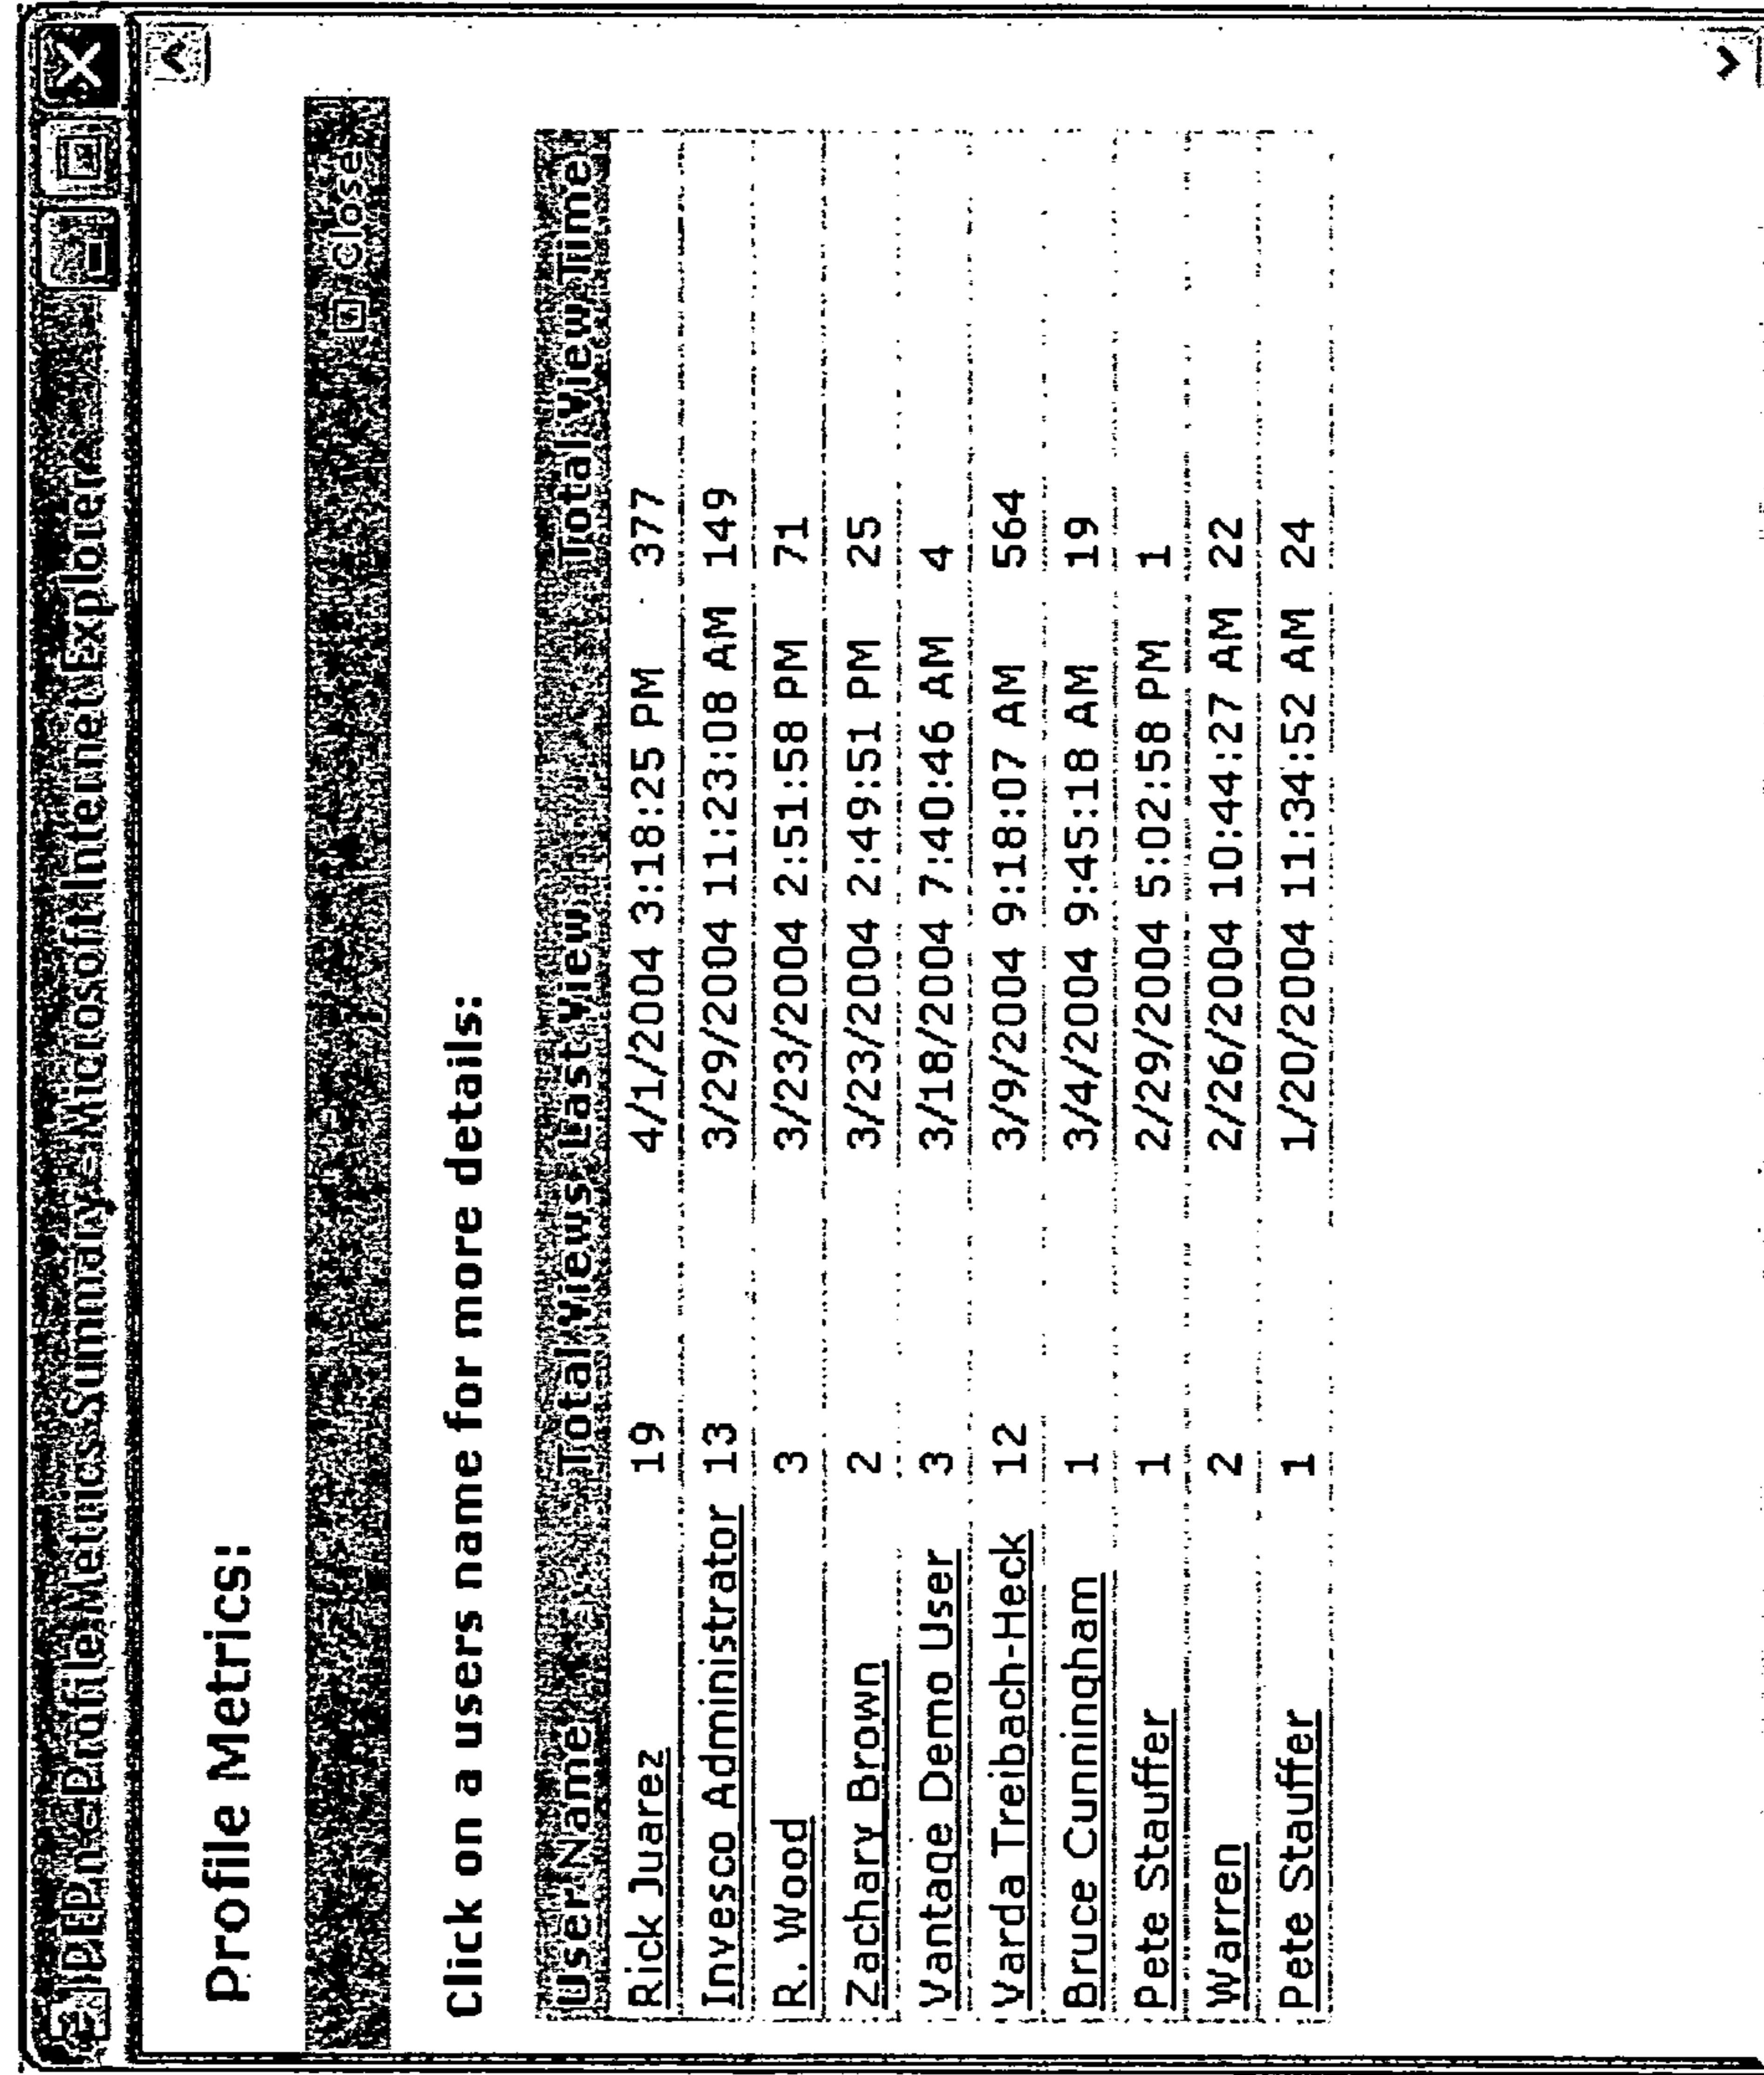 PEPn - Profile Metrics Summary - Microsoft Internet Explorer
Profile Metrics:
Close
Click on a users name for more details:
User Name Total Views Last View Total View Time
Rick Juarez 19 4/1/2004 3:18:25 PM 377
Invesco Administrator 13 3/29/2004 11:23:08 AM 149
R. Wood 3 3/23/2004 2:51:58 PM 71
Zachary Brown 2 3/23/2004 2:49:51 PM 25
Vantage Demo User 3 3/18/2004 7:40:46 AM 4
Varda Treibach-Heck 12 3/9/2004 9:18:07 AM 564
Bruce Cunningham 1 3/4/2004 9:45:18 AM 19
Pete Stauffer 1 2/29/2004 5:02:58 PM 1
Warren 2 2/26/2004 10:44:27 AM 22
Pete Stauffer 1 1/20/2004 11:34:52 AM 24